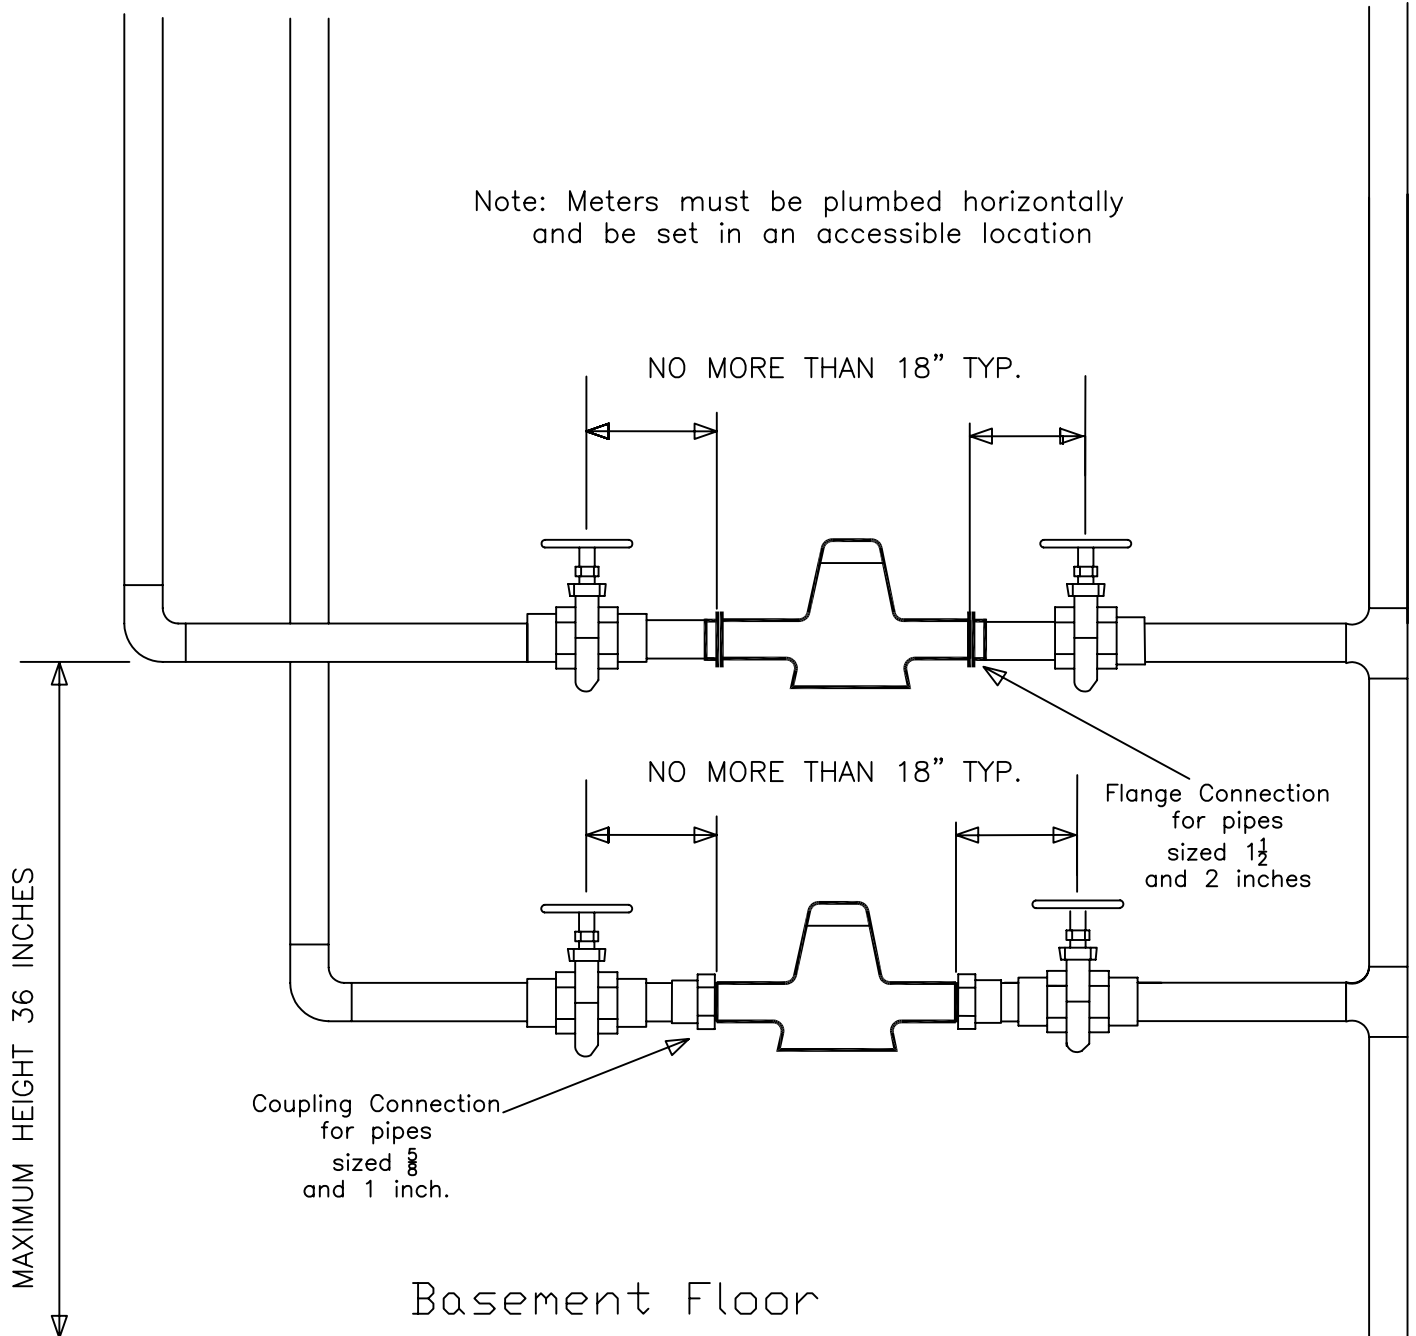 Note: Meters must be plumbed horizontally
and be set in an accessible location
NO MORE THAN 18” TYP.
NO MORE THAN 18” TYP.
Flange Connection
for pipes
sized 1½
and 2 inches
MAXIMUM HEIGHT 36 INCHES
Coupling Connection
for pipes
sized ⅝
and 1 inch.
Basement Floor